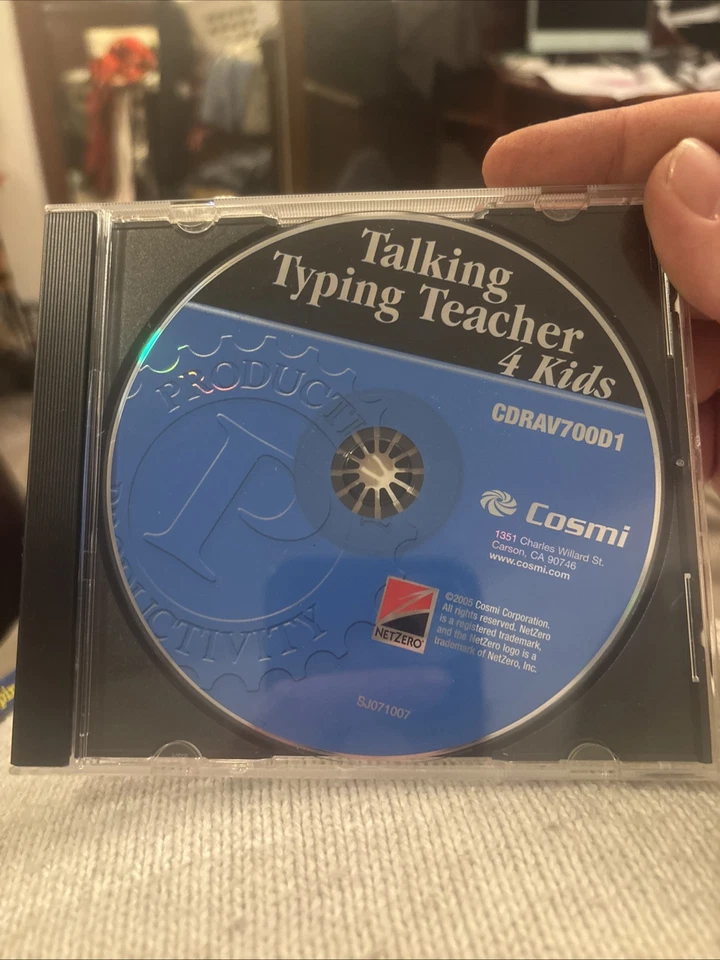 Talking
Typing Teacher
4 Kids
CDRAV700D1
PRODUCTI
PRODUCTIVITY
P
Cosmi
1351 Charles Willard St.
Carson, CA 90746
www.cosmi.com
NETZERO
©2005 Cosmi Corporation.
All rights reserved. NetZero
is a registered trademark,
and the NetZero logo is a
trademark of NetZero, Inc.
SJ071007